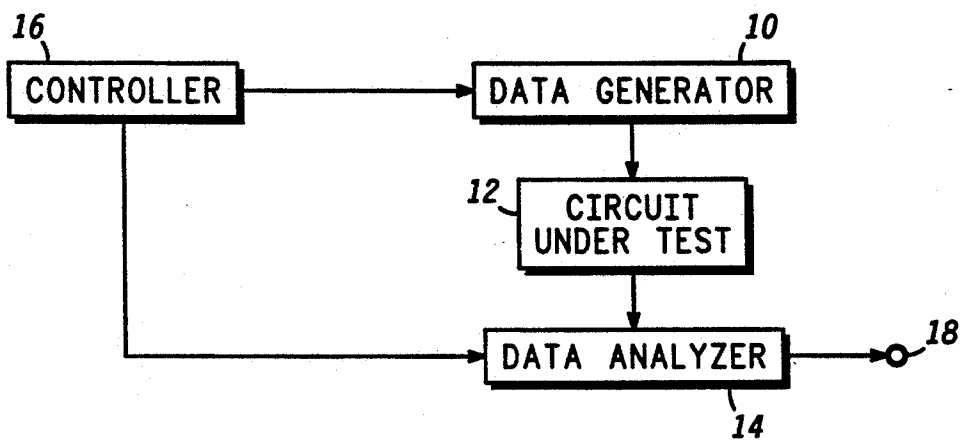 16
10
CONTROLLER
DATA GENERATOR
12
CIRCUIT
UNDER TEST
18
DATA ANALYZER
14